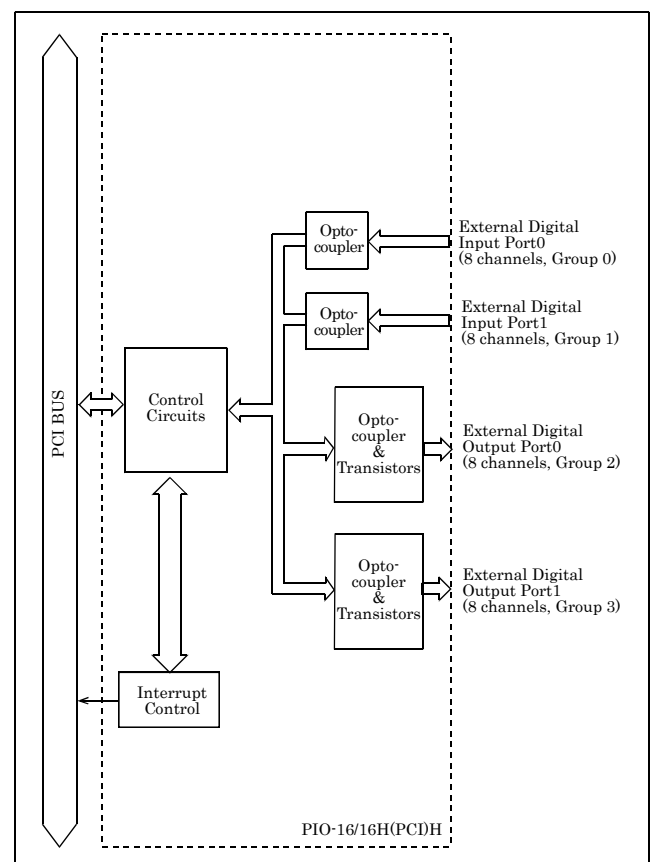 Opto-
coupler
External Digital
Input Port0
(8 channels, Group 0)
Opto-
coupler
External Digital
Input Port1
(8 channels, Group 1)
PCI BUS
Control
Circuits
Opto-
coupler
&
Transistors
External Digital
Output Port0
(8 channels, Group 2)
Opto-
coupler
&
Transistors
External Digital
Output Port1
(8 channels, Group 3)
Interrupt
Control
PIO-16/16H(PCI)H